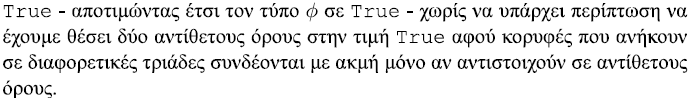 True - αποτιμώντας έτσι τον τύπο ϕ σε True - χωρίς να υπάρχει περίπτωση να
έχουμε θέσει δύο αντίθετους όρους στην τιμή True αφού κορυφές που ανήκουν
σε διαφορετικές τριάδες συνδέονται με ακμή μόνο αν αντιστοιχούν σε αντίθετους
όρους.